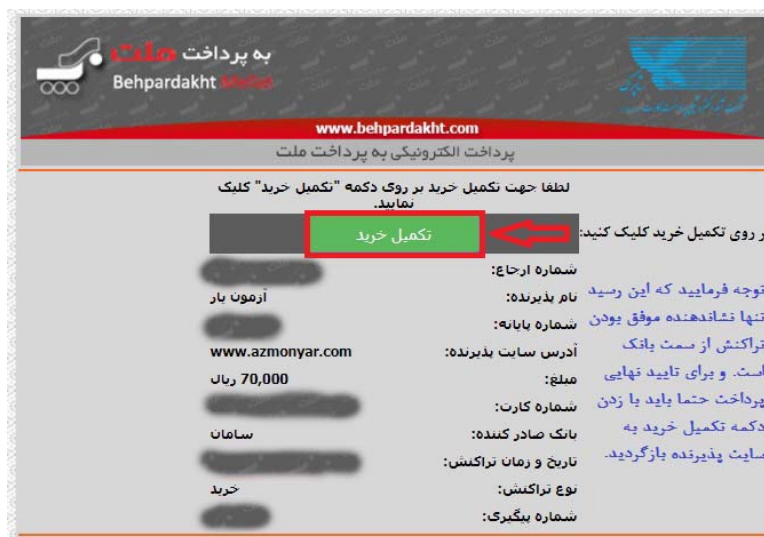 به پرداخت ملت
Behpardakht Mellat
www.behpardakht.com
پرداخت الکترونیکی به پرداخت ملت
لطفا جهت تکمیل خرید بر روی دکمه "تکمیل خرید" کلیک
نمایید.
ر روی تکمیل خرید کلیک کنید:
تکمیل خرید
شماره ارجاع:
نام پذیرنده: آزمون یار
شماره پایانه:
آدرس سایت پذیرنده: www.azmonyar.com
مبلغ: 70,000 ریال
شماره کارت:
بانک صادر کننده: سامان
تاریخ و زمان تراکنش:
نوع تراکنش: خرید
شماره پیگیری:
توجه فرمایید که این رسید
تنها نشاندهنده موفق بودن
تراکنش از سمت بانک
است. و برای تایید نهایی
پرداخت حتما باید با زدن
دکمه تکمیل خرید به
سایت پذیرنده بازگردید.